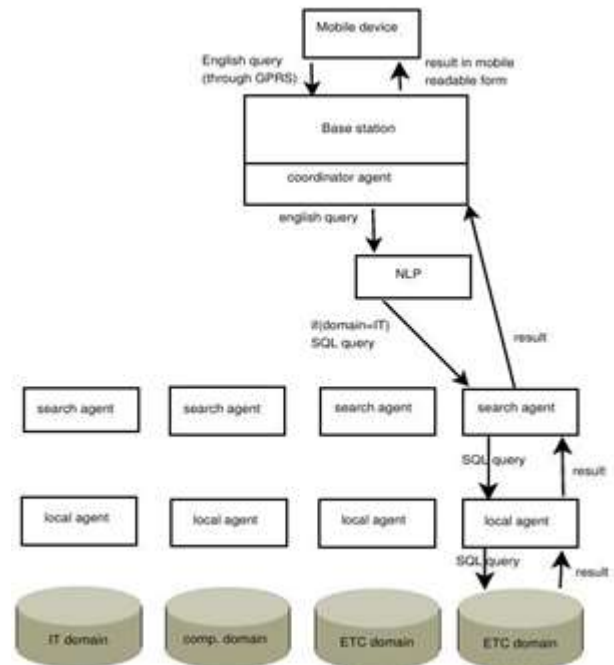 Mobile device
English query
(through GPRS)
result in mobile
readable form
Base station
coordinator agent
english query
NLP
if(domain=IT)
SQL query
result
search agent
search agent
search agent
search agent
SQL query
result
local agent
local agent
local agent
local agent
SQL query
result
IT domain
comp. domain
ETC domain
ETC domain